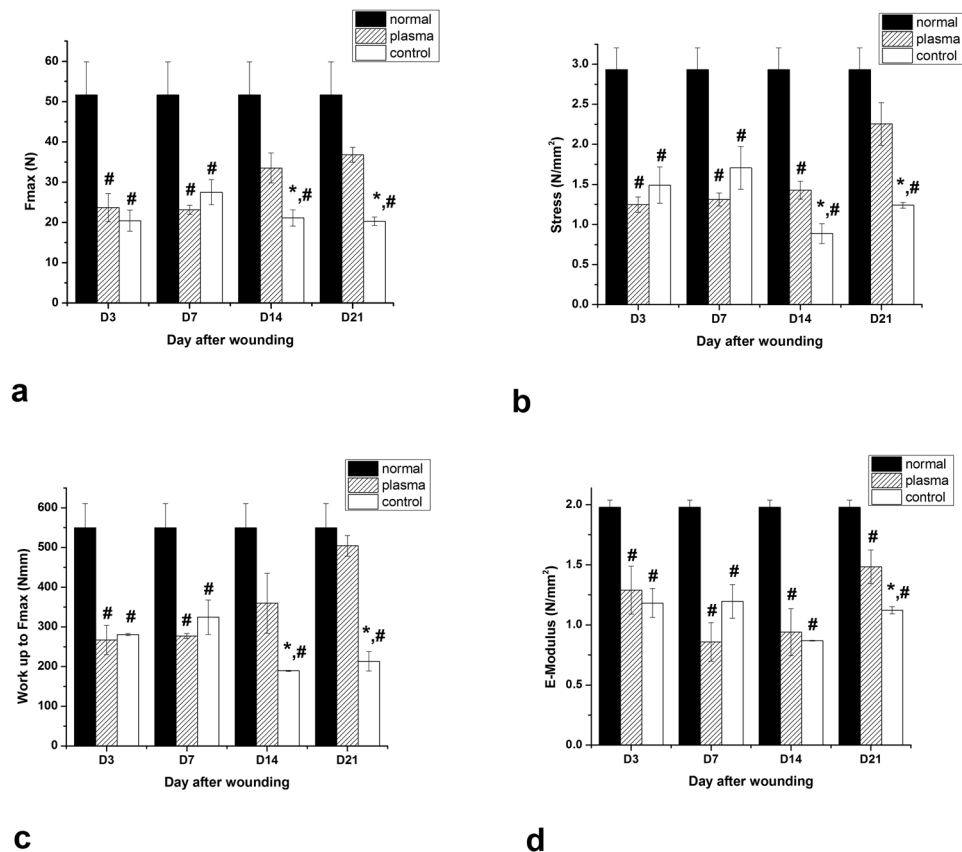 normal
plasma
control
60
50
40
30
20
10
0
Fmax (N)
#
#
#
#
*,#
*,#
D3 D7 D14 D21
Day after wounding
a
normal
plasma
control
3.0
2.5
2.0
1.5
1.0
0.5
0.0
Stress (N/mm²)
#
#
#
#
#
*,#
*,#
D3 D7 D14 D21
Day after wounding
b
normal
plasma
control
600
500
400
300
200
100
0
Work up to Fmax (Nmm)
# #
#
#
*,#
*,#
D3 D7 D14 D21
Day after wounding
c
normal
plasma
control
2.0
1.5
1.0
0.5
0.0
E-Modulus (N/mm²)
#
#
#
#
#
#
#
*,#
D3 D7 D14 D21
Day after wounding
d